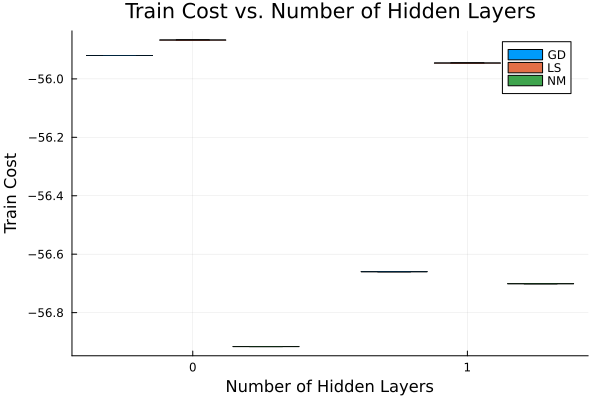 Train Cost vs. Number of Hidden Layers
GD
LS
NM
−56.0
−56.2
−56.4
−56.6
−56.8
Train Cost
0
1
Number of Hidden Layers